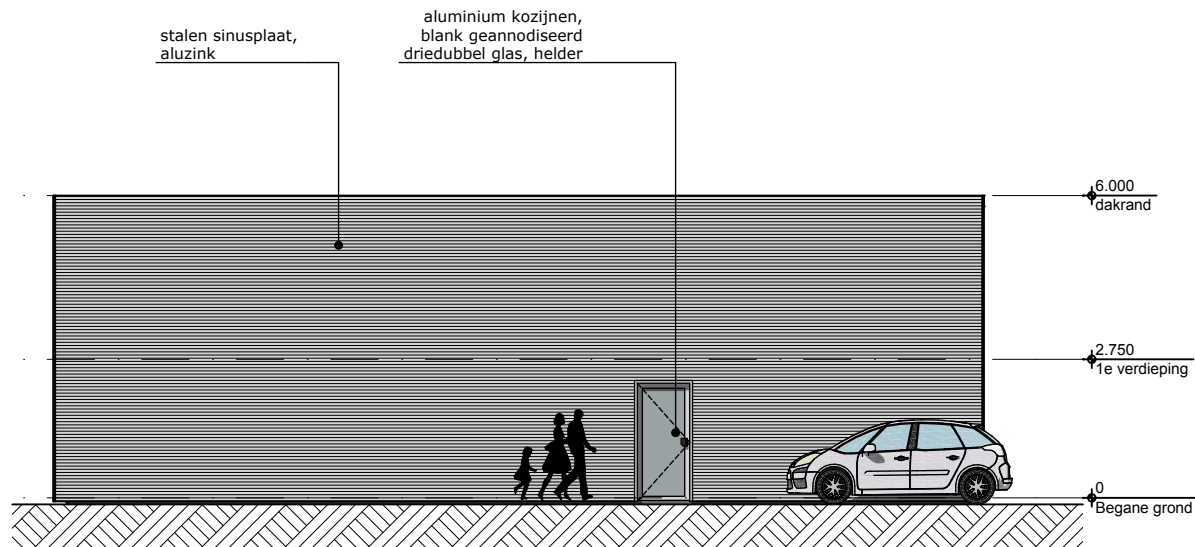 stalen sinusplaat,
aluzink
aluminium kozijnen,
blank geannodiseerd
driedubbel glas, helder
6.000
dakrand
2.750
1e verdieping
0
Begane grond